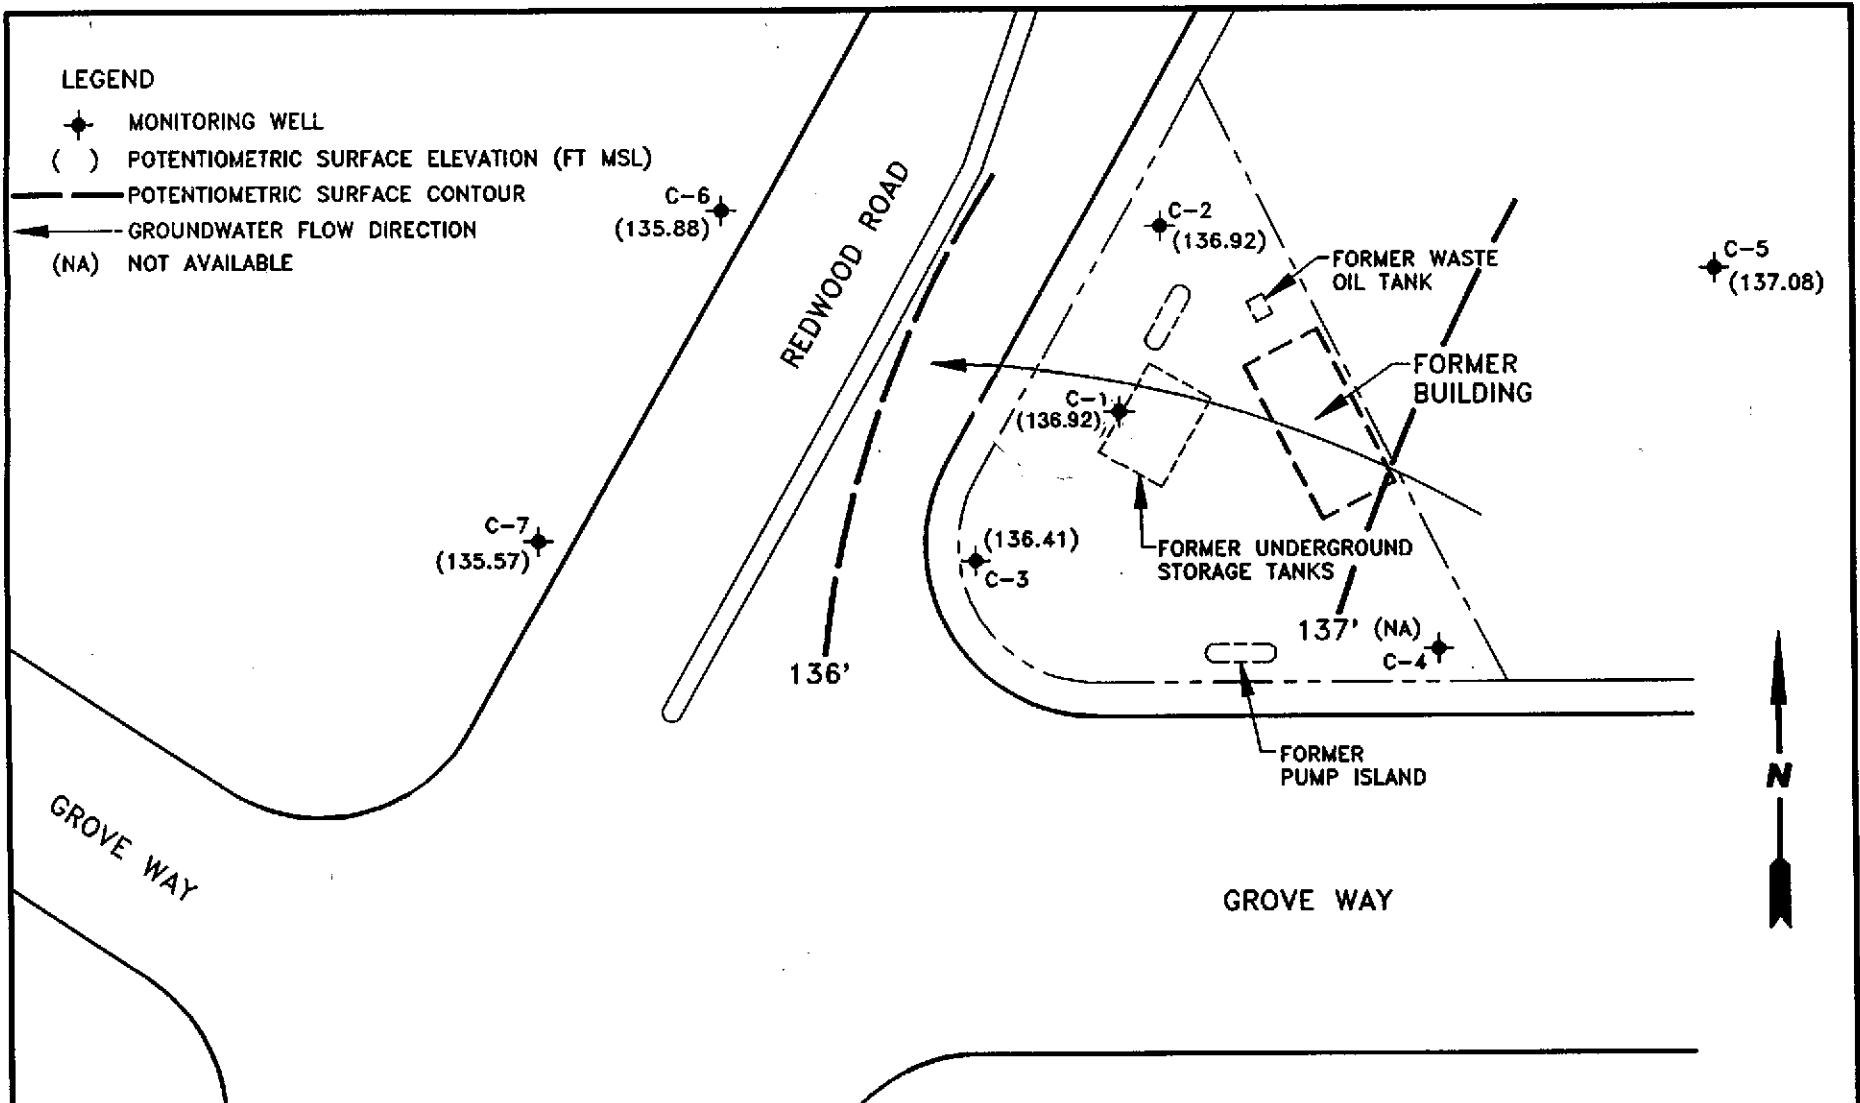 LEGEND
MONITORING WELL
( ) POTENTIOMETRIC SURFACE ELEVATION (FT MSL)
POTENTIOMETRIC SURFACE CONTOUR
GROUNDWATER FLOW DIRECTION
(NA) NOT AVAILABLE
C-6
(135.88)
REDWOOD ROAD
C-2
(136.92)
FORMER WASTE
OIL TANK
C-5
(137.08)
FORMER
BUILDING
C-1
(136.92)
C-7
(135.57)
(136.41)
C-3
FORMER UNDERGROUND
STORAGE TANKS
136'
137'
(NA)
C-4
FORMER
PUMP ISLAND
N
GROVE WAY
GROVE WAY